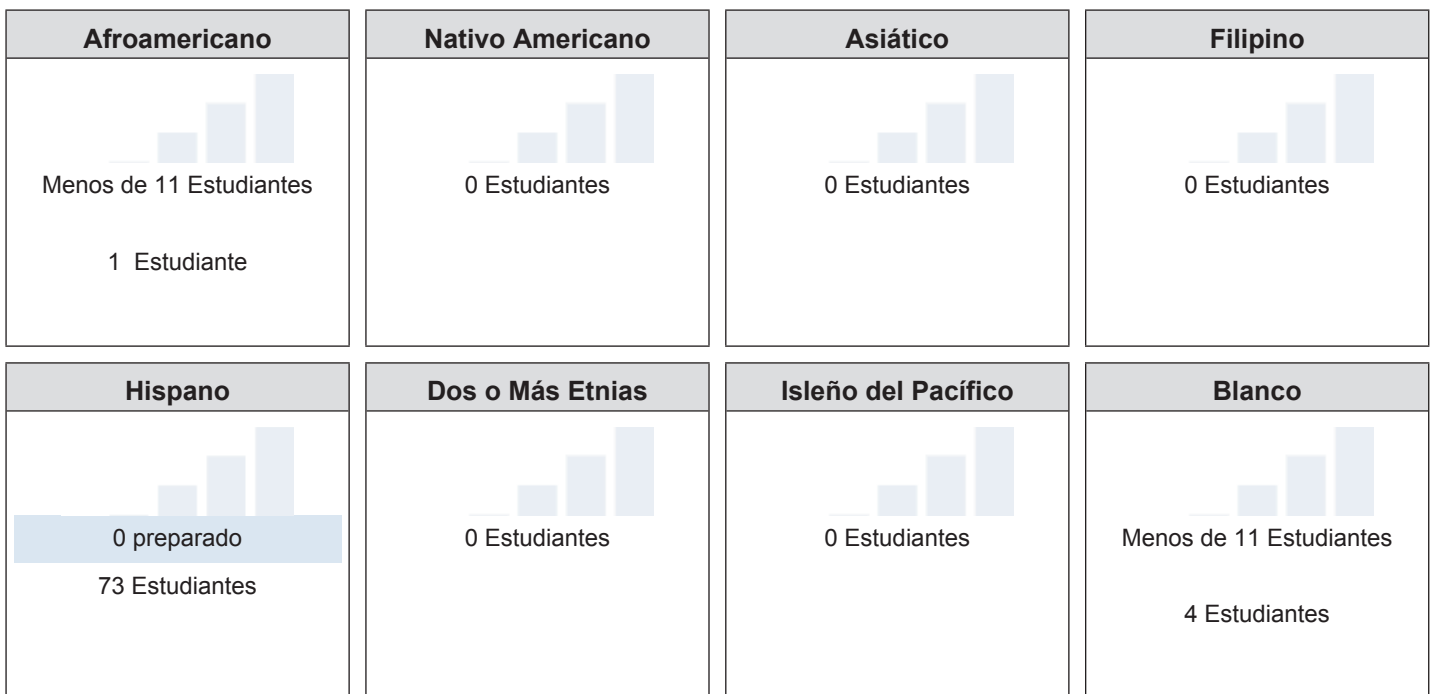 Afroamericano
Menos de 11 Estudiantes
1 Estudiante
Nativo Americano
0 Estudiantes
Asiático
0 Estudiantes
Filipino
0 Estudiantes
Hispano
0 preparado
73 Estudiantes
Dos o Más Etnias
0 Estudiantes
Isleño del Pacífico
0 Estudiantes
Blanco
Menos de 11 Estudiantes
4 Estudiantes